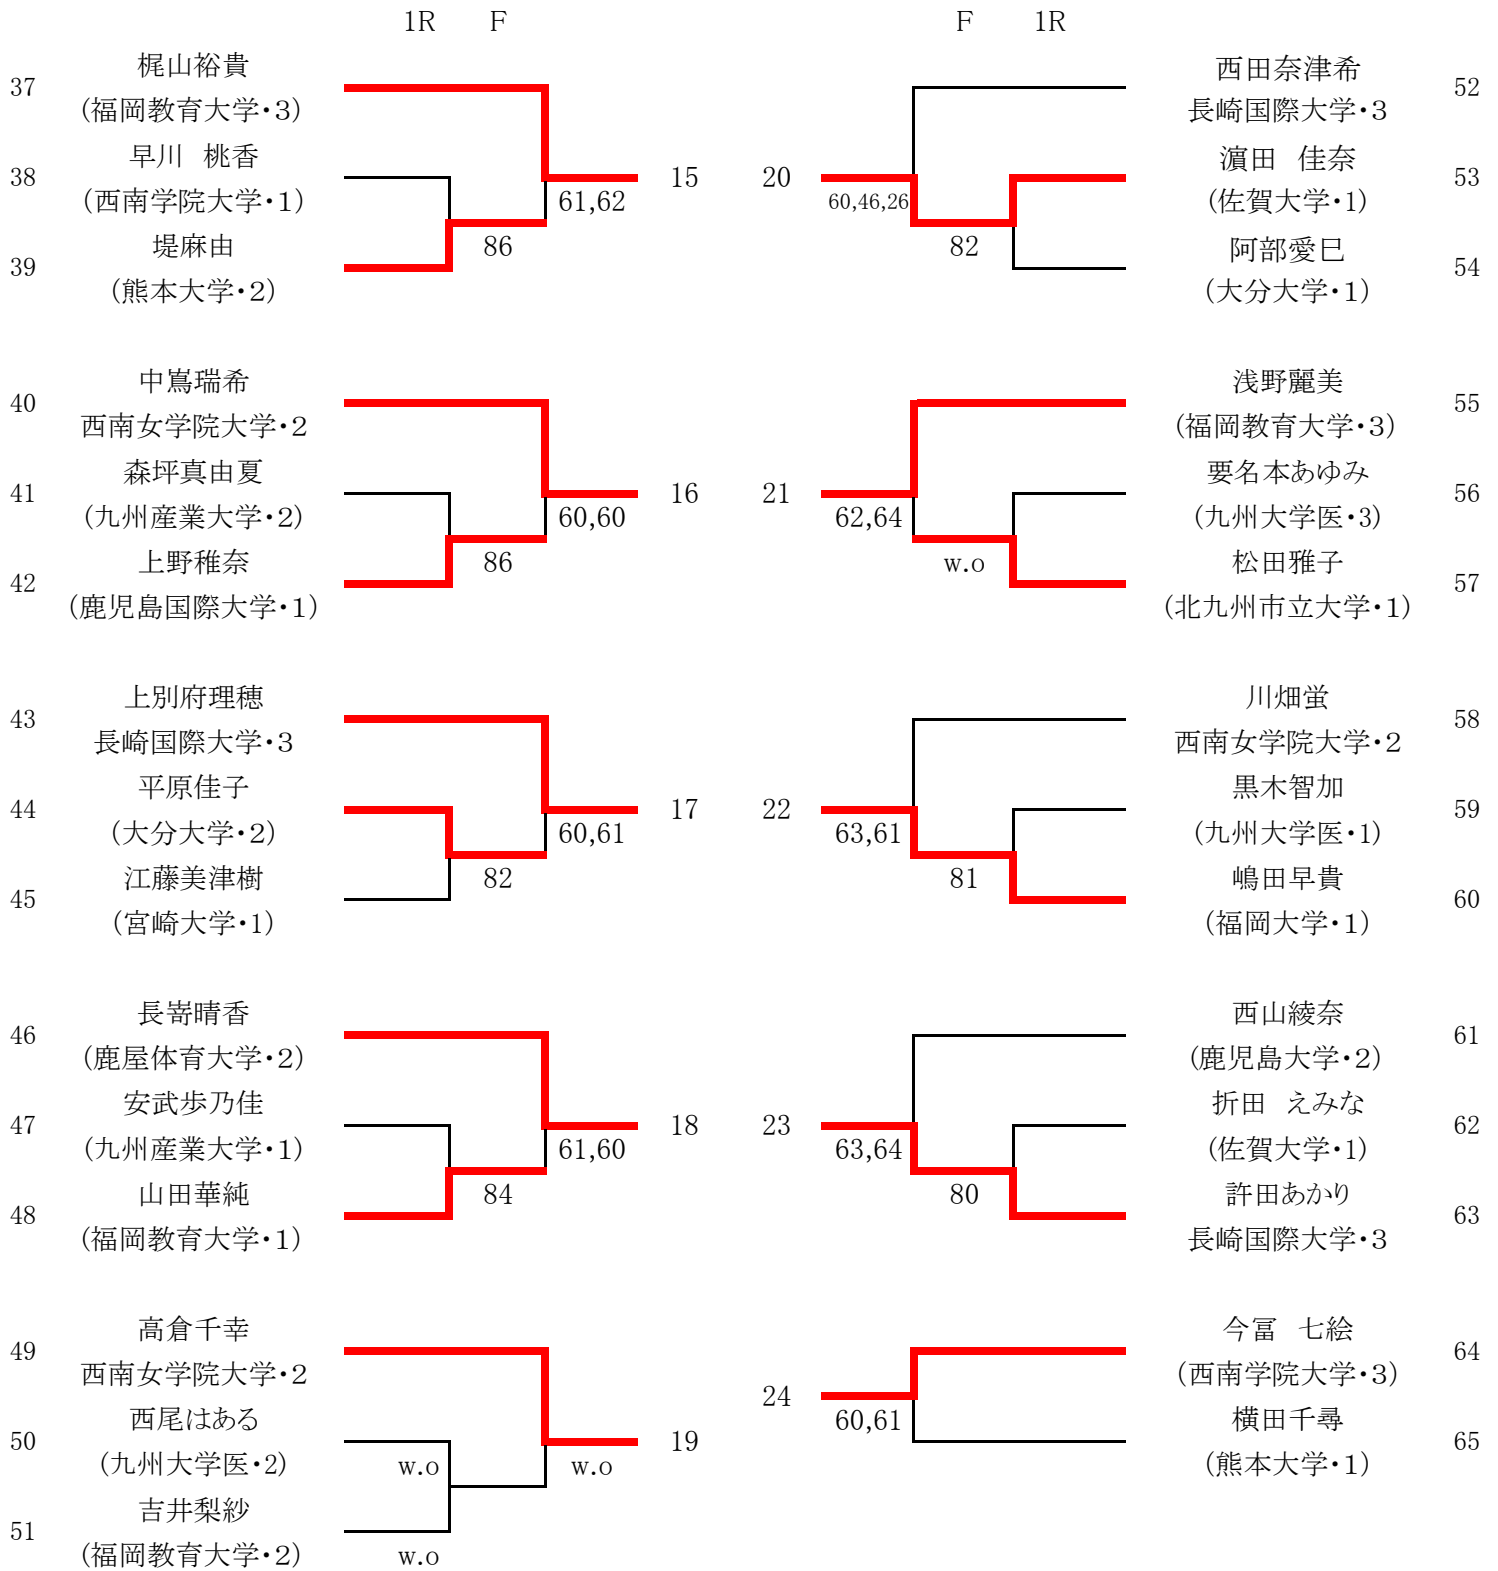 1R F
37
梶山裕貴
(福岡教育大学・3)
38
早川 桃香
(西南学院大学・1)
39
堤麻由
(熊本大学・2)
86
61,62
15
40
中嶌瑞希
西南女学院大学・2
41
森坪真由夏
(九州産業大学・2)
42
上野稚奈
(鹿児島国際大学・1)
86
60,60
16
43
上別府理穂
長崎国際大学・3
44
平原佳子
(大分大学・2)
45
江藤美津樹
(宮崎大学・1)
82
60,61
17
46
長嵜晴香
(鹿屋体育大学・2)
47
安武歩乃佳
(九州産業大学・1)
48
山田華純
(福岡教育大学・1)
84
61,60
18
49
高倉千幸
西南女学院大学・2
50
西尾はある
(九州大学医・2)
51
吉井梨紗
(福岡教育大学・2)
w.o
w.o
w.o
19
F 1R
20
60,46,26
82
西田奈津希
長崎国際大学・3
52
濵田 佳奈
(佐賀大学・1)
53
阿部愛巳
(大分大学・1)
54
21
62,64
w.o
浅野麗美
(福岡教育大学・3)
55
要名本あゆみ
(九州大学医・3)
56
松田雅子
(北九州市立大学・1)
57
22
63,61
81
川畑蛍
西南女学院大学・2
58
黒木智加
(九州大学医・1)
59
嶋田早貴
(福岡大学・1)
60
23
63,64
80
西山綾奈
(鹿児島大学・2)
61
折田 えみな
(佐賀大学・1)
62
許田あかり
長崎国際大学・3
63
24
60,61
今冨 七絵
(西南学院大学・3)
64
横田千尋
(熊本大学・1)
65